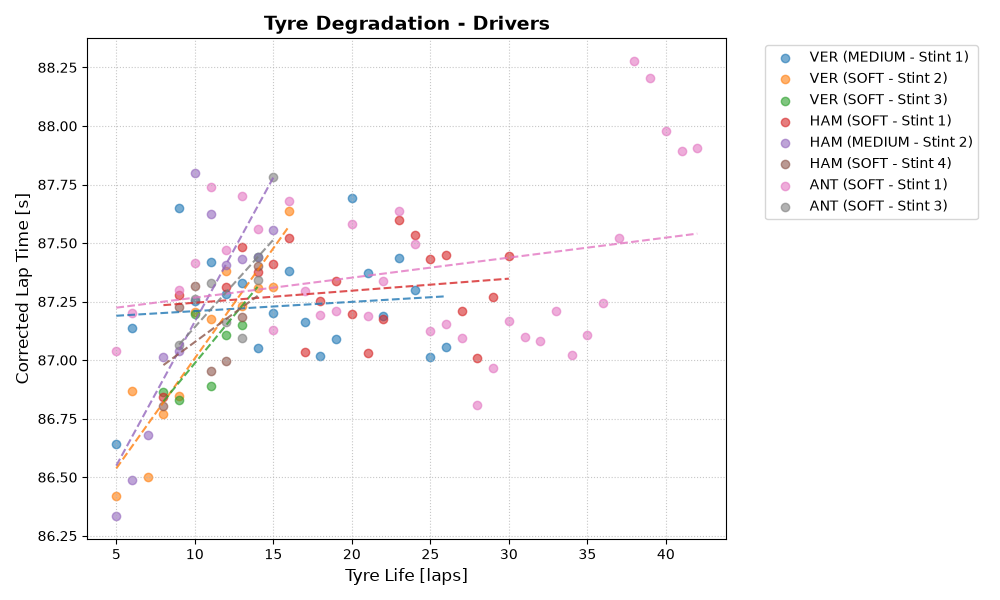 Tyre Degradation - Drivers
Corrected Lap Time [s]
88.25
88.00
87.75
87.50
87.25
87.00
86.75
86.50
86.25
5 10 15 20 25 30 35 40
Tyre Life [laps]
VER (MEDIUM - Stint 1)
VER (SOFT - Stint 2)
VER (SOFT - Stint 3)
HAM (SOFT - Stint 1)
HAM (MEDIUM - Stint 2)
HAM (SOFT - Stint 4)
ANT (SOFT - Stint 1)
ANT (SOFT - Stint 3)